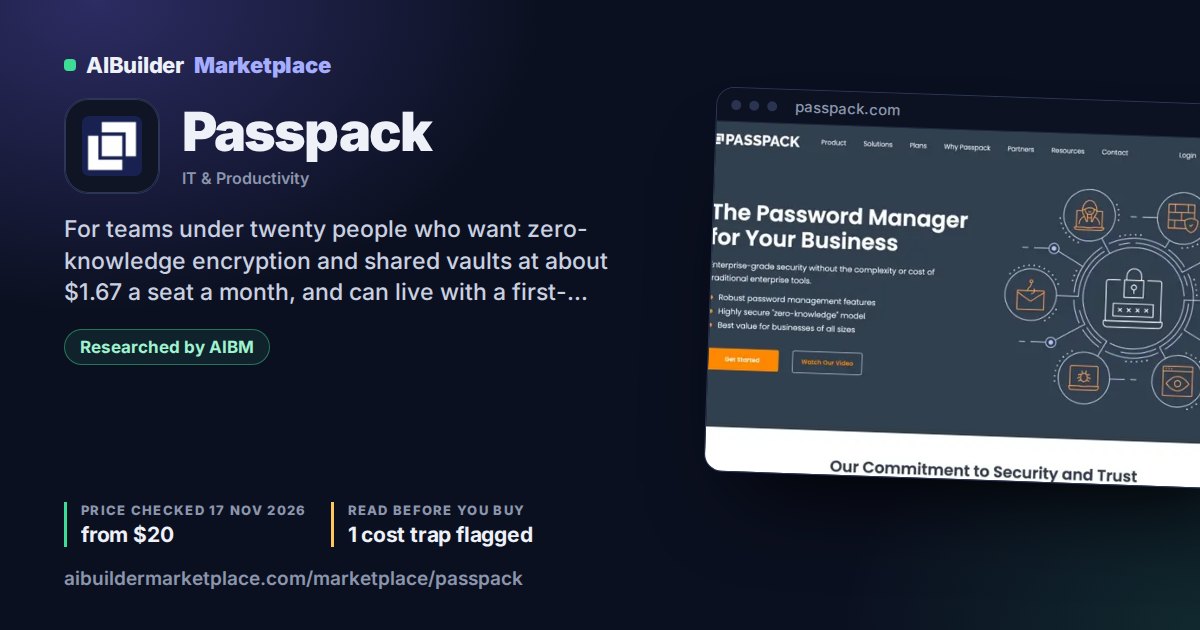 AIBuilder Marketplace
Passpack
IT & Productivity
For teams under twenty people who want zero-
knowledge encryption and shared vaults at about
$1.67 a seat a month, and can live with a first-...
Researched by AIBM
PRICE CHECKED 17 NOV 2026
from $20
READ BEFORE YOU BUY
1 cost trap flagged
aibuildermarketplace.com/marketplace/passpack
passpack.com
PASSPACK
Product Solutions Plans Why Passpack Partners Resources Contact Login
The Password Manager
for Your Business
nterprise-grade security without the complexity or cost of
raditional enterprise tools.
Robust password management features
Highly secure "zero-knowledge" model
Best value for businesses of all sizes
Get Started
Watch Our Video
Our Commitment to Security and Trust